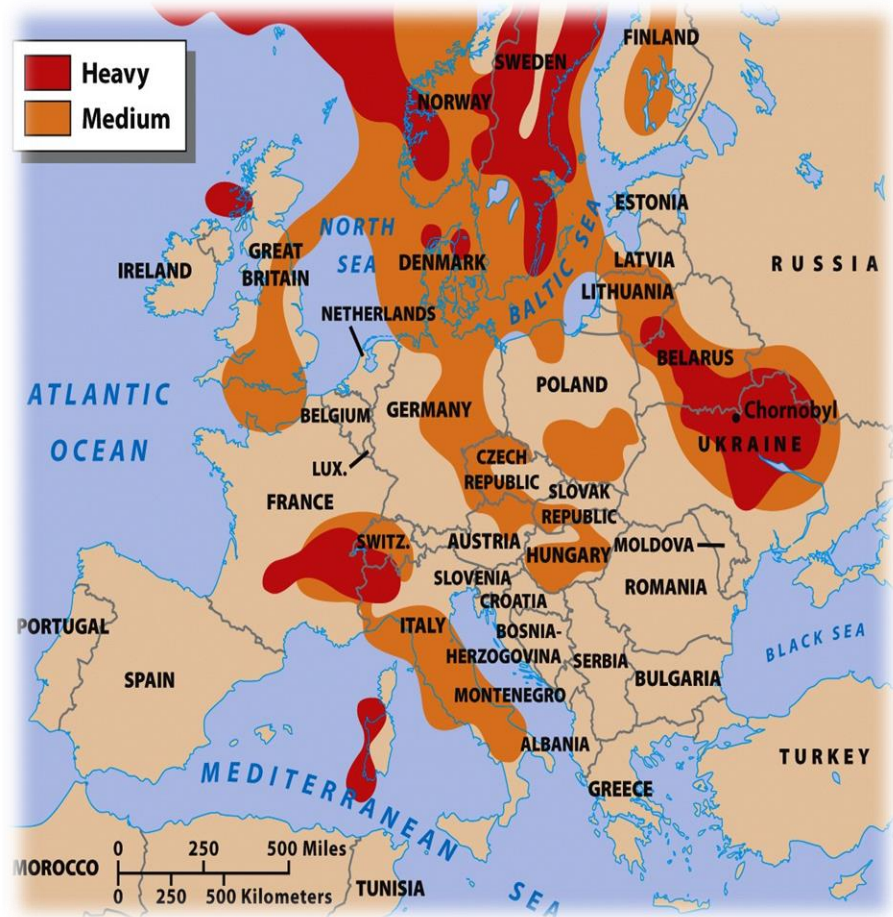 Heavy
Medium
FINLAND
SWEDEN
NORWAY
ESTONIA
NORTH
SEA
GREAT
BRITAIN
IRELAND
DENMARK
BALTIC SEA
LATVIA
LITHUANIA
RUSSIA
NETHERLANDS
BELARUS
POLAND
ATLANTIC
OCEAN
BELGIUM
GERMANY
Chornobyl
UKRAINE
LUX.
CZECH
REPUBLIC
SLOVAK
REPUBLIC
FRANCE
SWITZ.
AUSTRIA
HUNGARY
MOLDOVA
SLOVENIA
ROMANIA
CROATIA
PORTUGAL
ITALY
BOSNIA-
HERZOGOVINA
SERBIA
BLACK SEA
SPAIN
MONTENEGRO
BULGARIA
ALBANIA
TURKEY
GREECE
MEDITERRANEAN
SEA
0 250 500 Miles
0 250 500 Kilometers
MOROCCO
TUNISIA